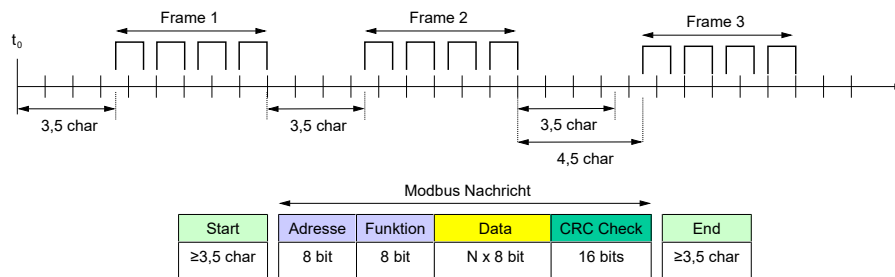 Frame 1
Frame 2
Frame 3
t0
3,5 char
3,5 char
3,5 char
4,5 char
Modbus Nachricht
Start Adresse Funktion Data CRC Check End
≥3,5 char 8 bit 8 bit N x 8 bit 16 bits ≥3,5 char